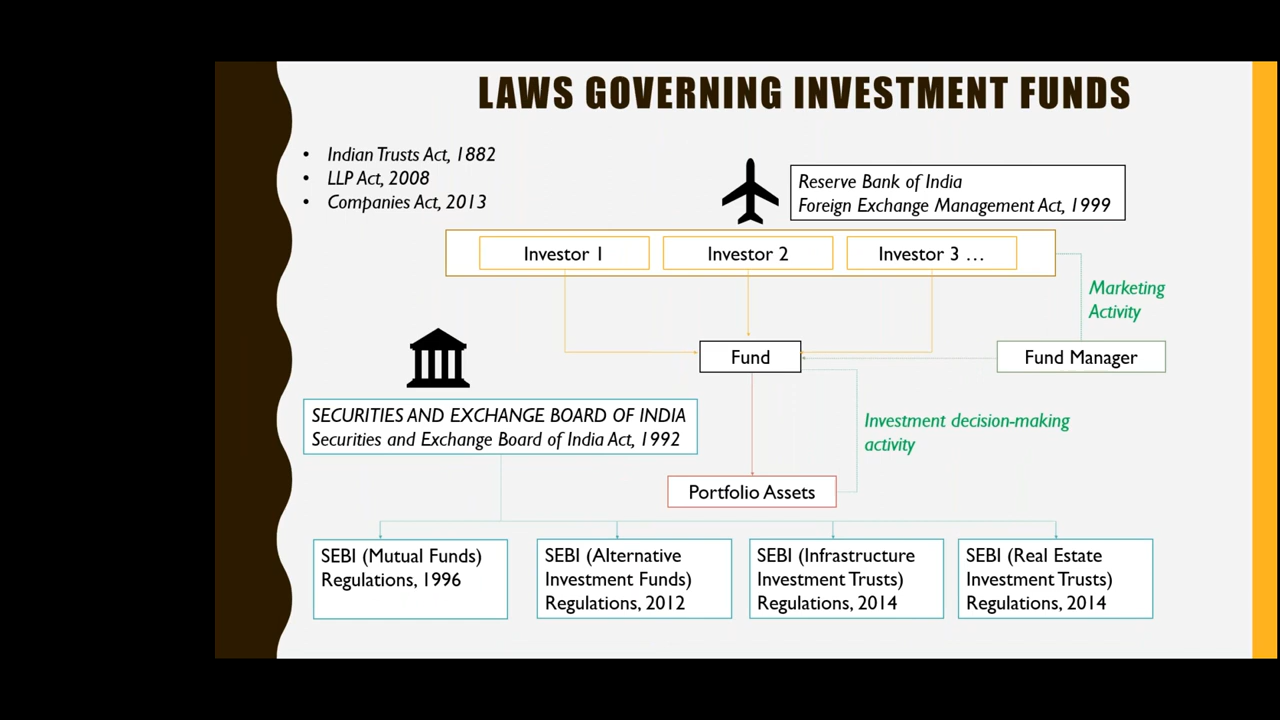 LAWS GOVERNING INVESTMENT FUNDS
• Indian Trusts Act, 1882
• LLP Act, 2008
• Companies Act, 2013
Reserve Bank of India
Foreign Exchange Management Act, 1999
Investor 1
Investor 2
Investor 3 ...
Marketing
Activity
Fund
Fund Manager
SECURITIES AND EXCHANGE BOARD OF INDIA
Securities and Exchange Board of India Act, 1992
Investment decision-making
activity
Portfolio Assets
SEBI (Mutual Funds)
Regulations, 1996
SEBI (Alternative
Investment Funds)
Regulations, 2012
SEBI (Infrastructure
Investment Trusts)
Regulations, 2014
SEBI (Real Estate
Investment Trusts)
Regulations, 2014